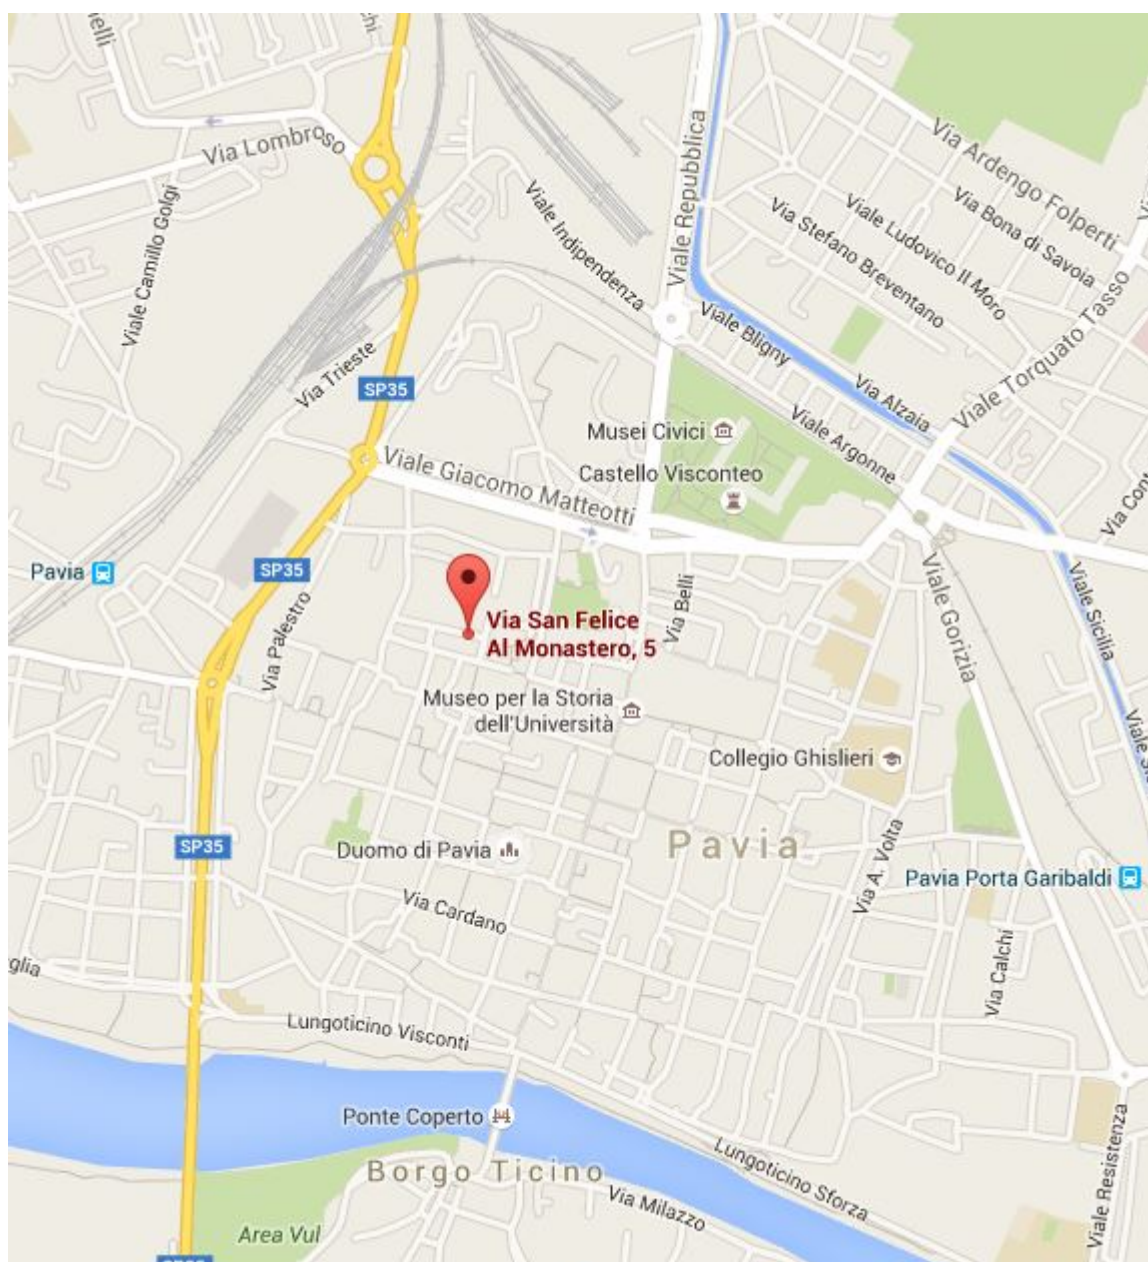 Via Lombroso
Viale Camillo Golgi
Viale Indipendenza
Viale Repubblica
Via Ardengo Folperti
Via Bona di Savoia
Viale Ludovico Il Moro
Via Stefano Breventano
Viale Torquato Tasso
Viale Bligny
Via Alzaia
Viale Argonne
Via Trieste
SP35
Musei Civici
Castello Visconteo
Viale Giacomo Matteotti
Pavia
SP35
Via Palestro
Via San Felice
Al Monastero, 5
Via Belli
Viale Gorizia
Viale Sicilia
Museo per la Storia
dell'Università
Collegio Ghislieri
SP35
Duomo di Pavia
Pavia
Via A. Volta
Pavia Porta Garibaldi
Via Cardano
Via Calchi
Lungoticino Visconti
Ponte Coperto
Borgo Ticino
Lungoticino Sforza
Via Milazzo
Viale Resistenza
Area Vul